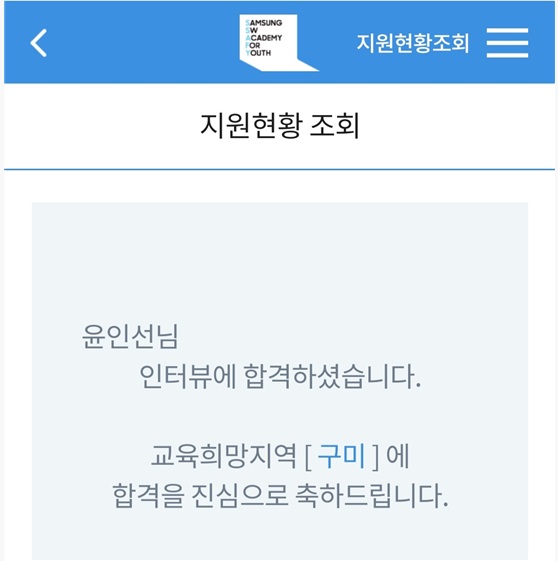 SAMSUNG
SW
ACADEMY
FOR
YOUTH
지원현황조회
지원현황 조회
윤인선님
인터뷰에 합격하셨습니다.
교육희망지역 [ 구미 ] 에
합격을 진심으로 축하드립니다.